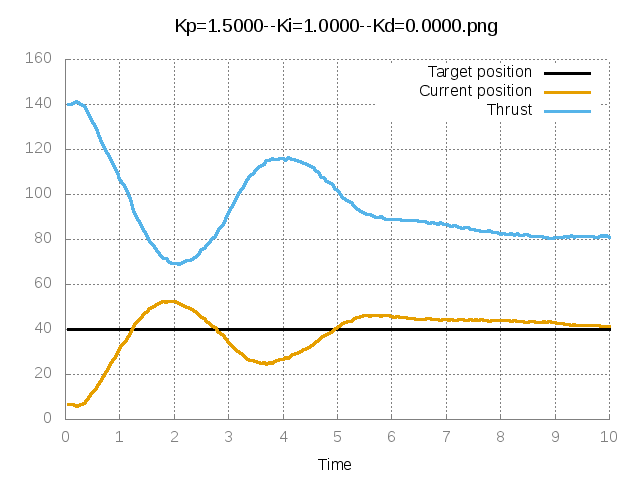 Kp=1.5000--Ki=1.0000--Kd=0.0000.png
160
140
120
100
80
60
40
20
0
Target position
Current position
Thrust
0 1 2 3 4 5 6 7 8 9 10
Time